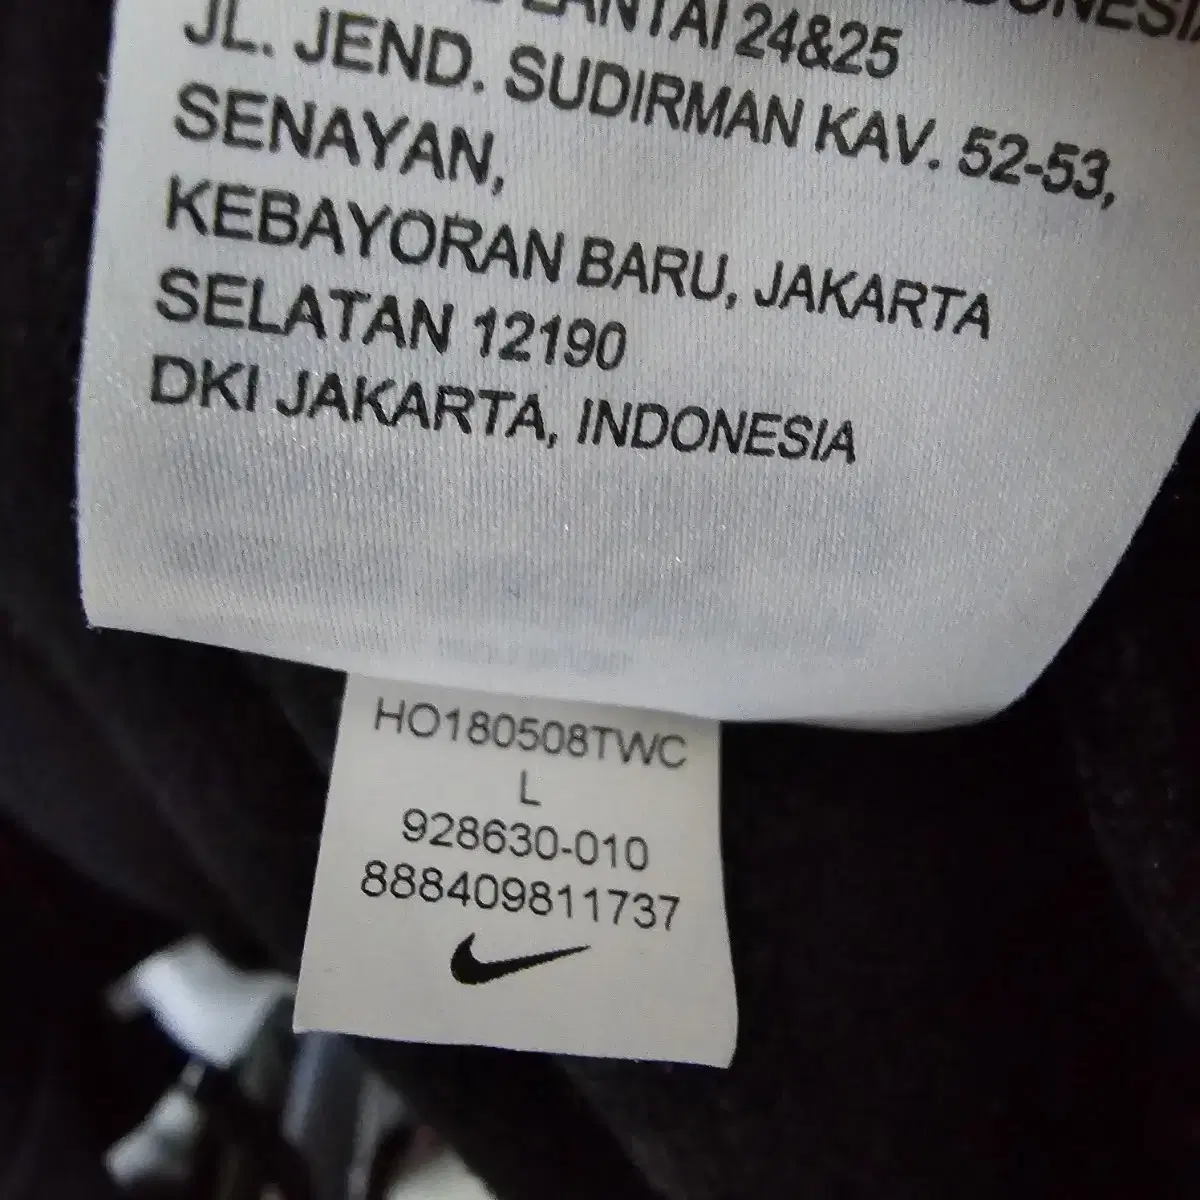 LANTAI 24&25
JL. JEND. SUDIRMAN KAV. 52-53,
SENAYAN,
KEBAYORAN BARU, JAKARTA
SELATAN 12190
DKI JAKARTA, INDONESIA
HO180508TWC
L
928630-010
888409811737